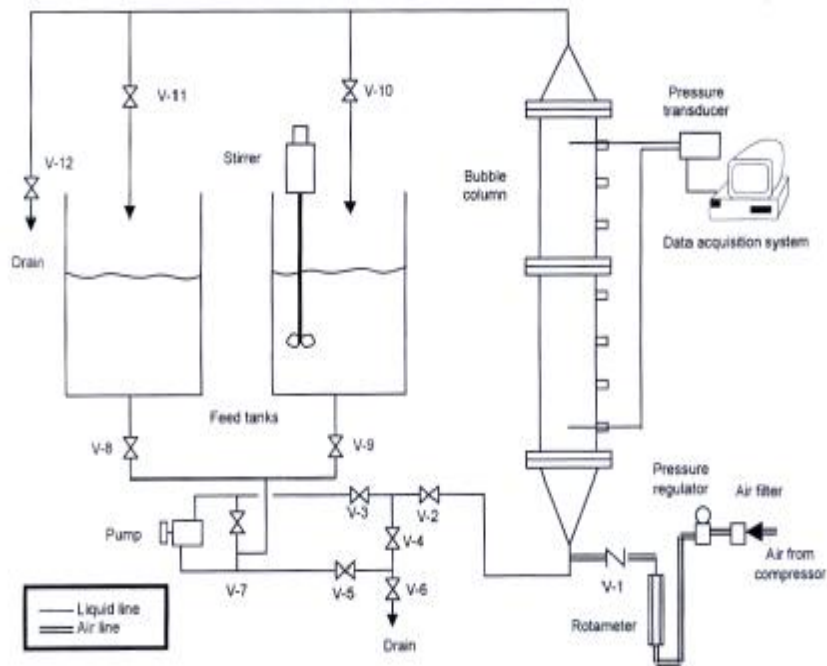 V-11
V-10
Pressure
transducer
Stirrer
V-12
Bubble
column
Drain
Data acquisition system
Feed tanks
V-8
V-9
Pressure
regulator
Air filter
V-3
V-2
Pump
V-4
Air from
compressor
V-1
V-7
V-5
V-6
Liquid line
Air line
Rotameter
Drain